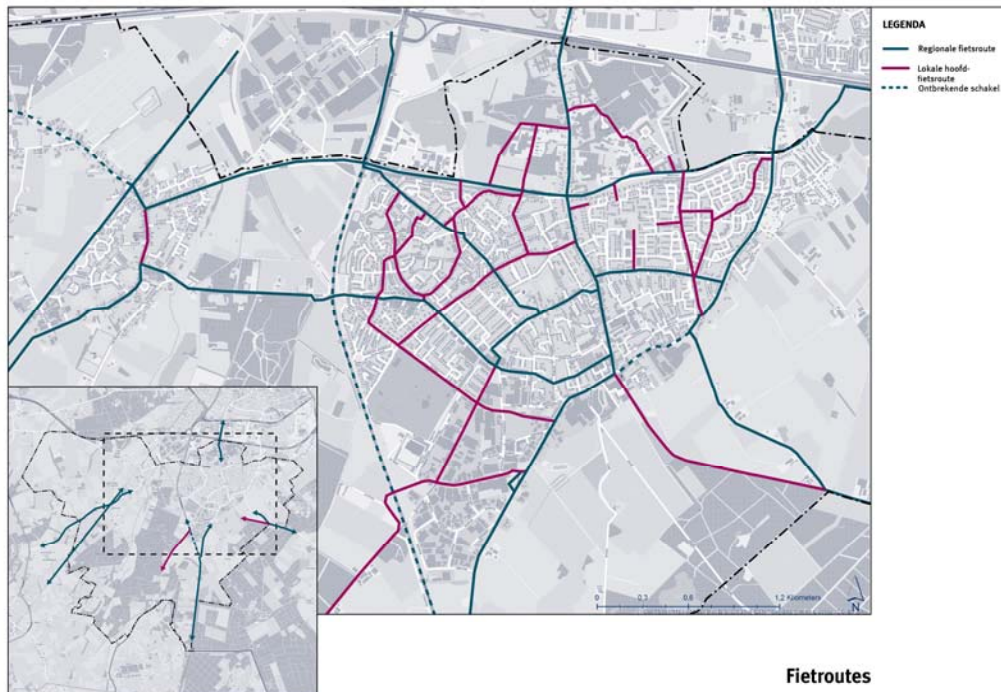 LEGENDA
Regionale fietsroute
Lokale hoofd-
fietsroute
Ontbrekende schakel
0,3 0 0,6 1,2 Kilometers
N
Fietroutes